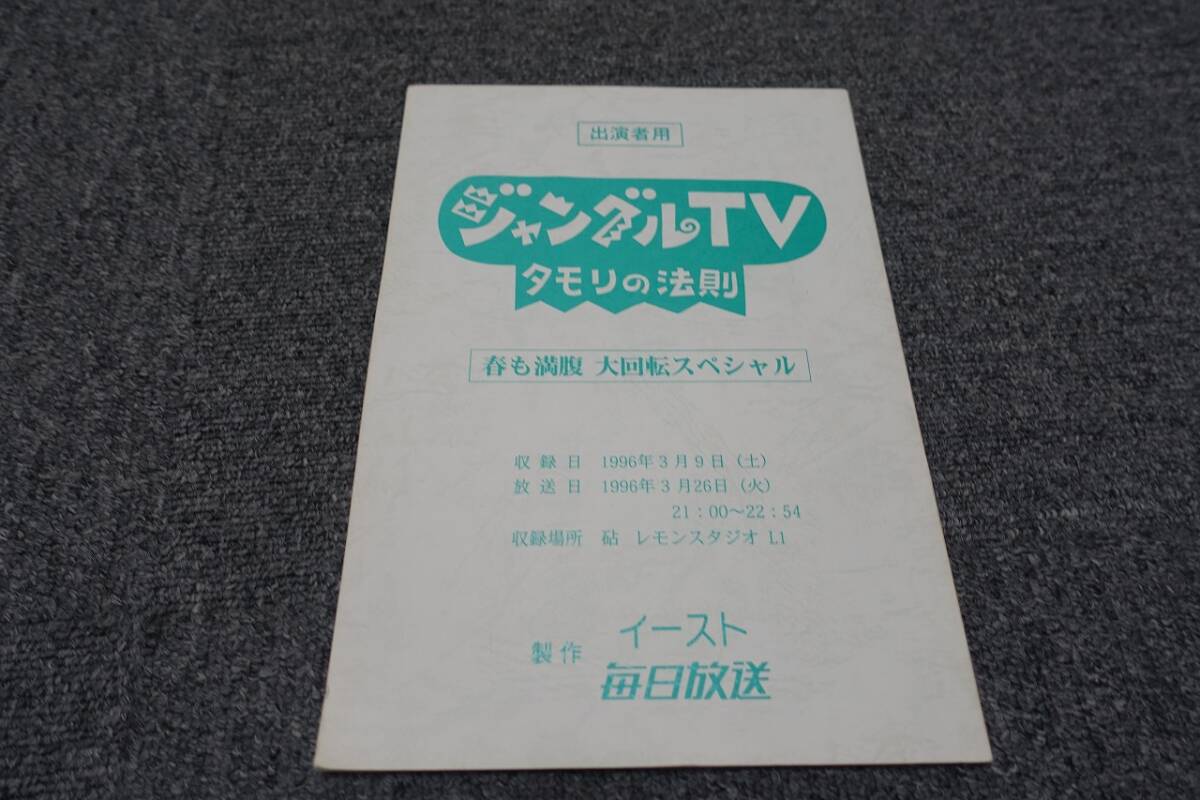 出演者用
ジャングルTV
タモリの法則
春も満腹 大回転スペシャル
収録日 1996年3月9日(土)
放送日 1996年3月26日(火)
21:00〜22:54
収録場所 砧 レモンスタジオ L1
製作 イースト
毎日放送